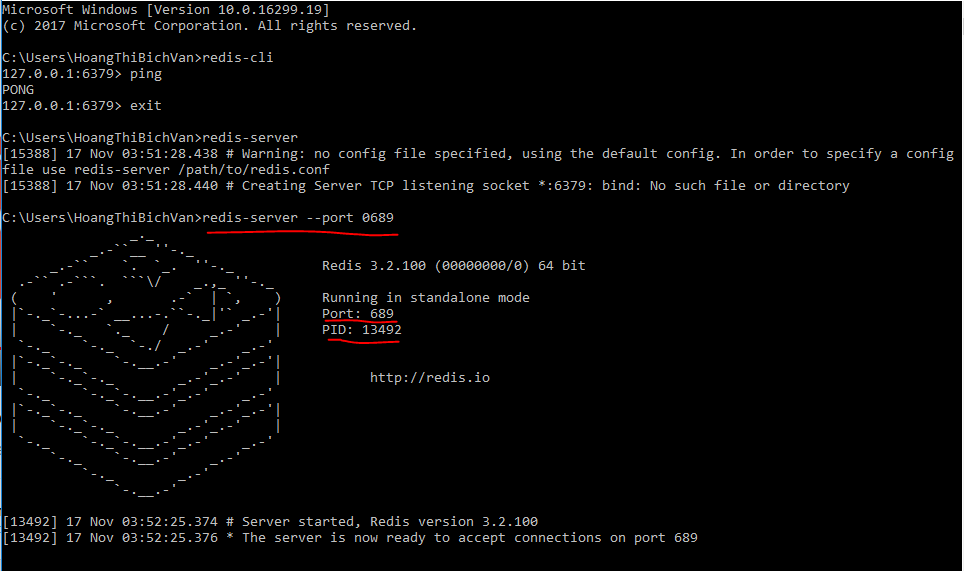 Microsoft Windows [Version 10.0.16299.19]
(c) 2017 Microsoft Corporation. All rights reserved.
C:\Users\HoangThiBichVan>redis-cli
127.0.0.1:6379> ping
PONG
127.0.0.1:6379> exit
C:\Users\HoangThiBichVan>redis-server
[15388] 17 Nov 03:51:28.438 # Warning: no config file specified, using the default config. In order to specify a config
file use redis-server /path/to/redis.conf
[15388] 17 Nov 03:51:28.440 # Creating Server TCP listening socket *:6379: bind: No such file or directory
C:\Users\HoangThiBichVan>redis-server --port 0689
Redis 3.2.100 (00000000/0) 64 bit
Running in standalone mode
Port: 689
PID: 13492
http://redis.io
[13492] 17 Nov 03:52:25.374 # Server started, Redis version 3.2.100
[13492] 17 Nov 03:52:25.376 * The server is now ready to accept connections on port 689